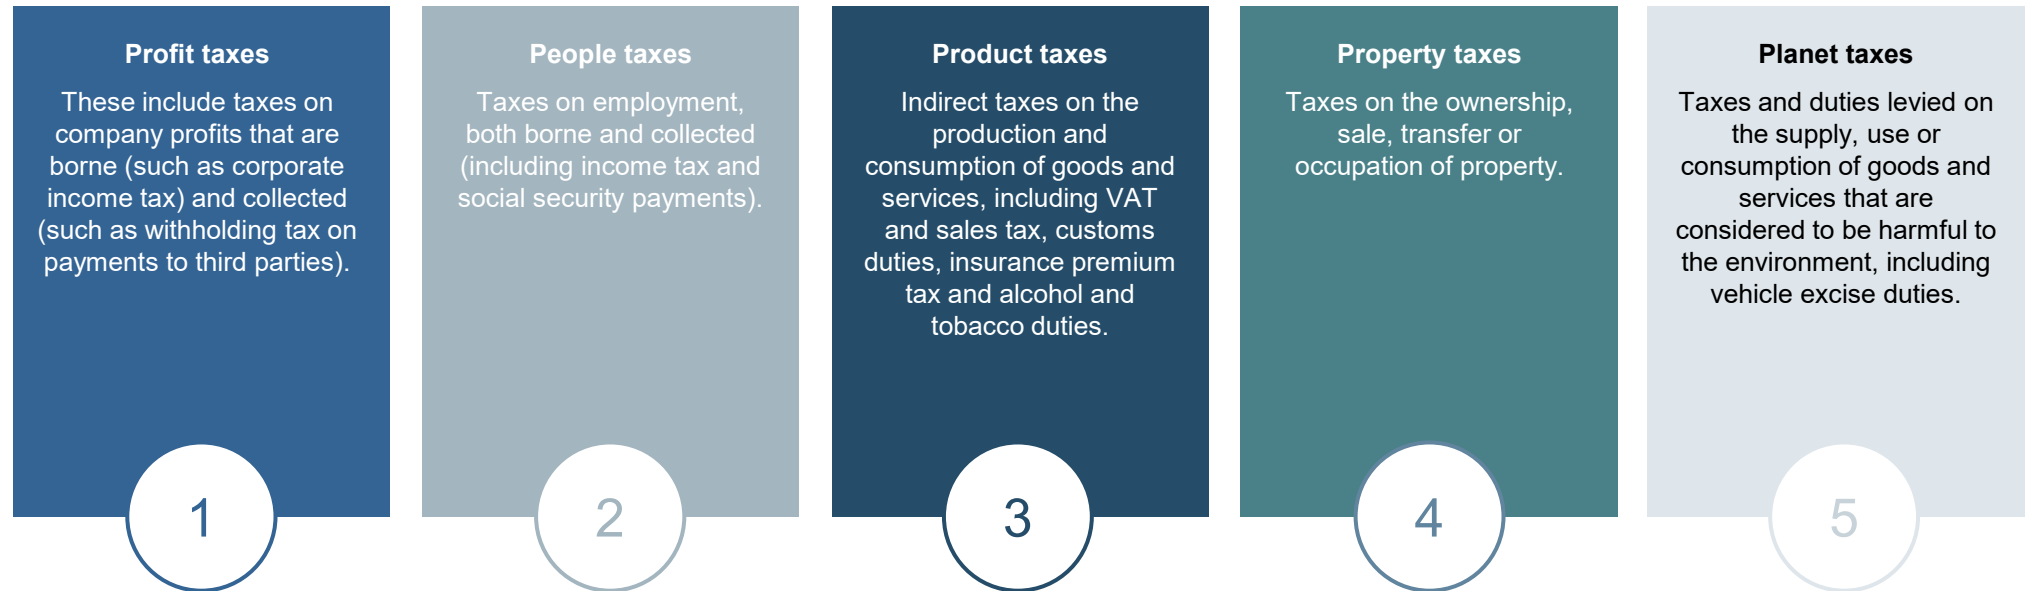 Profit taxes
These include taxes on
company profits that are
borne (such as corporate
income tax) and collected
(such as withholding tax on
payments to third parties).
1
People taxes
Taxes on employment,
both borne and collected
(including income tax and
social security payments).
2
Product taxes
Indirect taxes on the
production and
consumption of goods and
services, including VAT
and sales tax, customs
duties, insurance premium
tax and alcohol and
tobacco duties.
3
Property taxes
Taxes on the ownership,
sale, transfer or
occupation of property.
4
Planet taxes
Taxes and duties levied on
the supply, use or
consumption of goods and
services that are
considered to be harmful to
the environment, including
vehicle excise duties.
5